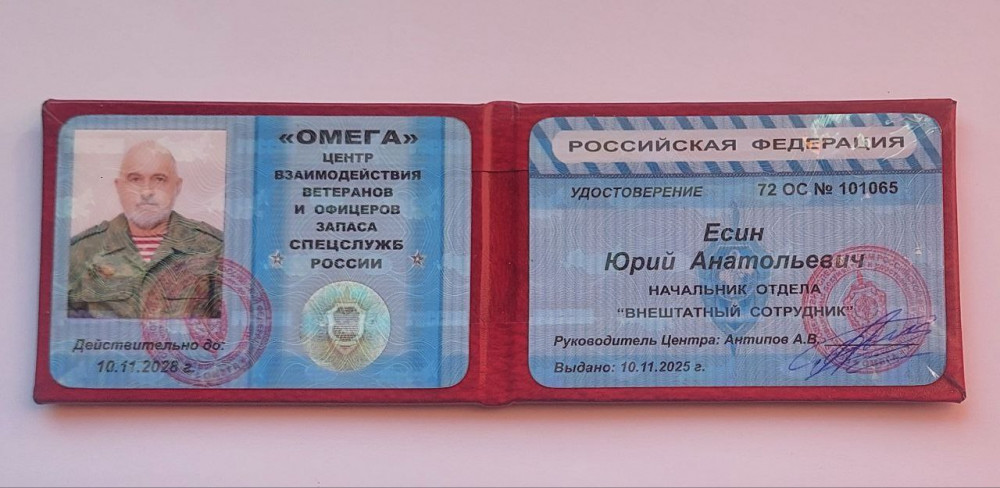 «ОМЕГА»
ЦЕНТР
ВЗАИМОДЕЙСТВИЯ
ВЕТЕРАНОВ
И ОФИЦЕРОВ
ЗАПАСА
СПЕЦСЛУЖБ
РОССИИ
Действительно до:
10.11.2028 г.
РОССИЙСКАЯ ФЕДЕРАЦИЯ
УДОСТОВЕРЕНИЕ 72 ОС № 101065
Есин
Юрий Анатольевич
НАЧАЛЬНИК ОТДЕЛА
"ВНЕШТАТНЫЙ СОТРУДНИК"
Руководитель Центра: Антипов А.В.
Выдано: 10.11.2025 г.